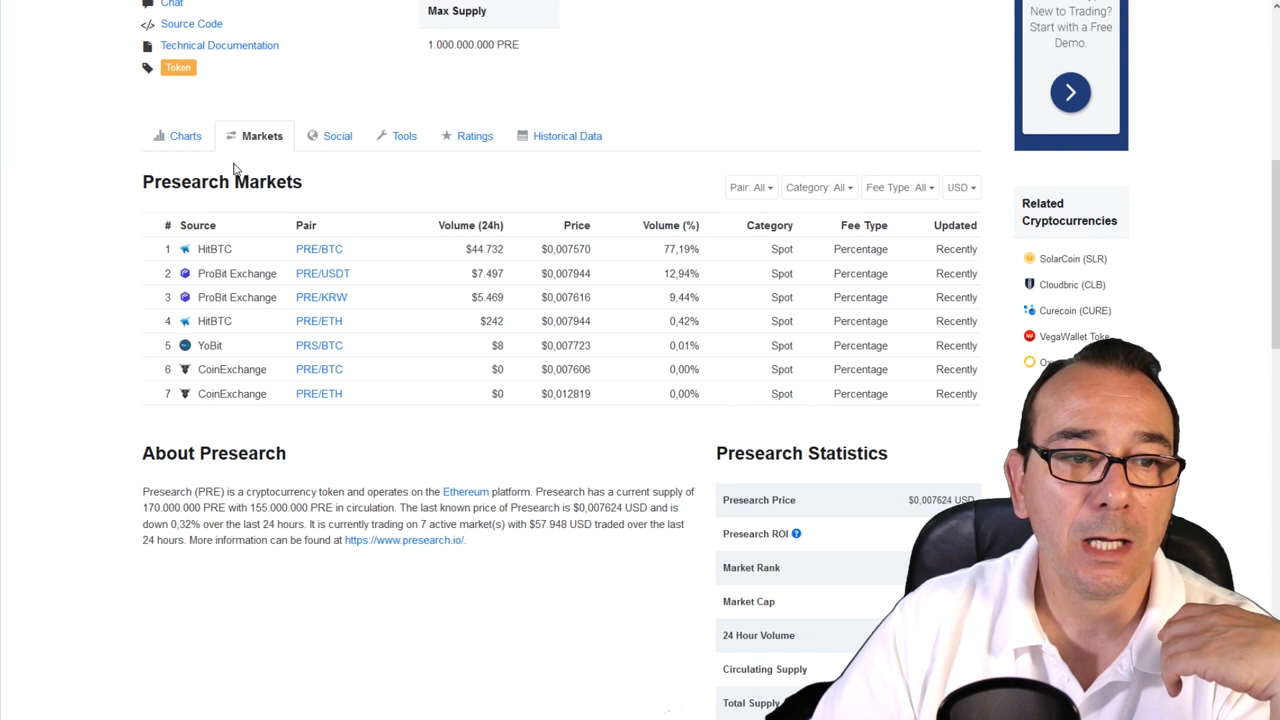 Chat
Source Code
Technical Documentation
Token
Max Supply
1.000.000.000 PRE
New to Trading?
Start with a Free
Demo.
Charts
Markets
Social
Tools
Ratings
Historical Data
Presearch Markets
Pair: All
Category: All
Fee Type: All
USD
# Source Pair Volume (24h) Price Volume (%) Category Fee Type Updated
1 HitBTC PRE/BTC $44.732 $0,007570 77,19% Spot Percentage Recently
2 ProBit Exchange PRE/USDT $7.497 $0,007944 12,94% Spot Percentage Recently
3 ProBit Exchange PRE/KRW $5.469 $0,007616 9,44% Spot Percentage Recently
4 HitBTC PRE/ETH $242 $0,007944 0,42% Spot Percentage Recently
5 YoBit PRS/BTC $8 $0,007723 0,01% Spot Percentage Recently
6 CoinExchange PRE/BTC $0 $0,007606 0,00% Spot Percentage Recently
7 CoinExchange PRE/ETH $0 $0,012819 0,00% Spot Percentage Recently
Related
Cryptocurrencies
SolarCoin (SLR)
Cloudbric (CLB)
Curecoin (CURE)
VegaWallet Toke
About Presearch
Presearch (PRE) is a cryptocurrency token and operates on the Ethereum platform. Presearch has a current supply of
170.000.000 PRE with 155.000.000 PRE in circulation. The last known price of Presearch is $0,007624 USD and is
down 0,32% over the last 24 hours. It is currently trading on 7 active market(s) with $57.948 USD traded over the last
24 hours. More information can be found at https://www.presearch.io/.
Presearch Statistics
Presearch Price $0,007624 USD
Presearch ROI
Market Rank
Market Cap
24 Hour Volume
Circulating Supply
Total Supply